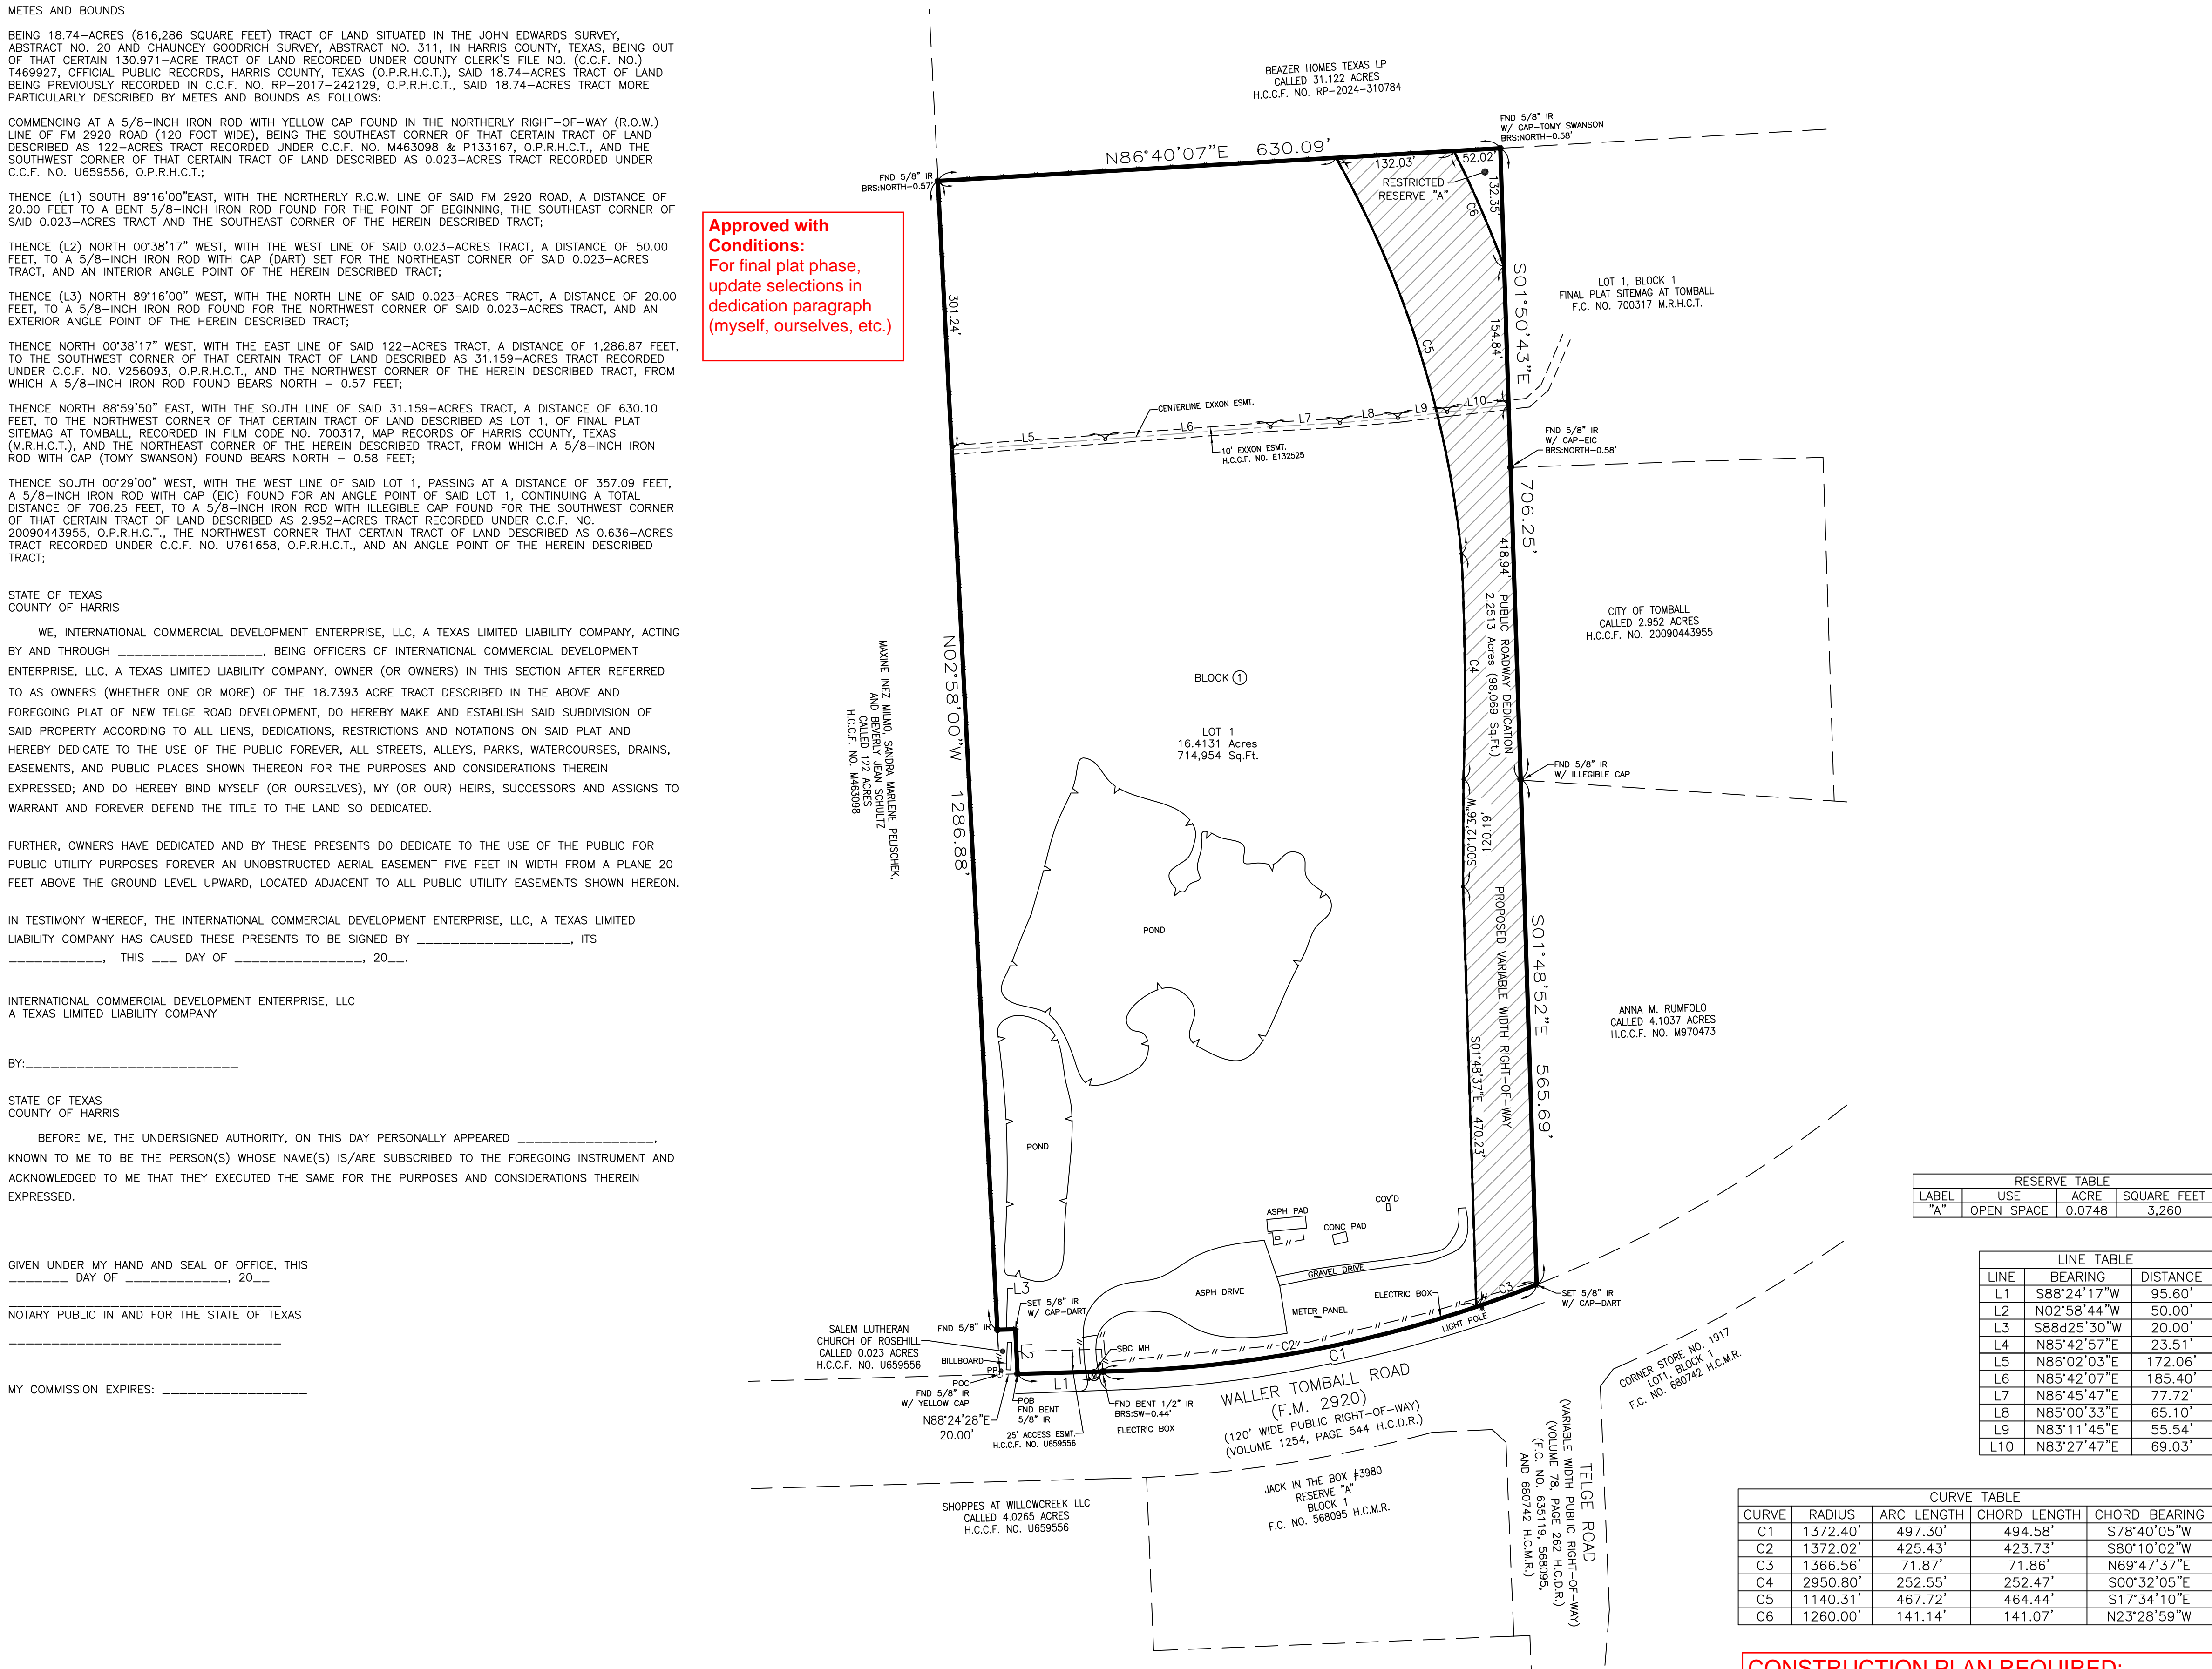 METES AND BOUNDS
BEING 18.74-ACRES (816,286 SQUARE FEET) TRACT OF LAND SITUATED IN THE JOHN EDWARDS SURVEY,
ABSTRACT NO. 20 AND CHAUNCEY GOODRICH SURVEY, ABSTRACT NO. 311, IN HARRIS COUNTY, TEXAS, BEING OUT
OF THAT CERTAIN 130.971-ACRE TRACT OF LAND RECORDED UNDER COUNTY CLERK'S FILE NO. (C.C.F. NO.)
T469927, OFFICIAL PUBLIC RECORDS, HARRIS COUNTY, TEXAS (O.P.R.H.C.T.), SAID 18.74-ACRES TRACT OF LAND
BEING PREVIOUSLY RECORDED IN C.C.F. NO. RP-2017-242129, O.P.R.H.C.T., SAID 18.74-ACRES TRACT MORE
PARTICULARLY DESCRIBED BY METES AND BOUNDS AS FOLLOWS:
COMMENCING AT A 5/8-INCH IRON ROD WITH YELLOW CAP FOUND IN THE NORTHERLY RIGHT-OF-WAY (R.O.W.)
LINE OF FM 2920 ROAD (120 FOOT WIDE), BEING THE SOUTHEAST CORNER OF THAT CERTAIN TRACT OF LAND
DESCRIBED AS 122-ACRES TRACT RECORDED UNDER C.C.F. NO. M463098 & P133167, O.P.R.H.C.T., AND THE
SOUTHWEST CORNER OF THAT CERTAIN TRACT OF LAND DESCRIBED AS 0.023-ACRES TRACT RECORDED UNDER
C.C.F. NO. U659556, O.P.R.H.C.T.;
THENCE (L1) SOUTH 89°16'00"EAST, WITH THE NORTHERLY R.O.W. LINE OF SAID FM 2920 ROAD, A DISTANCE OF
20.00 FEET TO A BENT 5/8-INCH IRON ROD FOUND FOR THE POINT OF BEGINNING, THE SOUTHEAST CORNER OF
SAID 0.023-ACRES TRACT AND THE SOUTHEAST CORNER OF THE HEREIN DESCRIBED TRACT;
THENCE (L2) NORTH 00°38'17" WEST, WITH THE WEST LINE OF SAID 0.023-ACRES TRACT, A DISTANCE OF 50.00
FEET, TO A 5/8-INCH IRON ROD WITH CAP (DART) SET FOR THE NORTHEAST CORNER OF SAID 0.023-ACRES
TRACT, AND AN INTERIOR ANGLE POINT OF THE HEREIN DESCRIBED TRACT;
THENCE (L3) NORTH 89°16'00" WEST, WITH THE NORTH LINE OF SAID 0.023-ACRES TRACT, A DISTANCE OF 20.00
FEET, TO A 5/8-INCH IRON ROD FOUND FOR THE NORTHWEST CORNER OF SAID 0.023-ACRES TRACT, AND AN
EXTERIOR ANGLE POINT OF THE HEREIN DESCRIBED TRACT;
THENCE NORTH 00°38'17" WEST, WITH THE EAST LINE OF SAID 122-ACRES TRACT, A DISTANCE OF 1,286.87 FEET,
TO THE SOUTHWEST CORNER OF THAT CERTAIN TRACT OF LAND DESCRIBED AS 31.159-ACRES TRACT RECORDED
UNDER C.C.F. NO. V256093, O.P.R.H.C.T., AND THE NORTHWEST CORNER OF THE HEREIN DESCRIBED TRACT, FROM
WHICH A 5/8-INCH IRON ROD FOUND BEARS NORTH - 0.57 FEET;
THENCE NORTH 88°59'50" EAST, WITH THE SOUTH LINE OF SAID 31.159-ACRES TRACT, A DISTANCE OF 630.10
FEET, TO THE NORTHWEST CORNER OF THAT CERTAIN TRACT OF LAND DESCRIBED AS LOT 1, OF FINAL PLAT
SITEMAG AT TOMBALL, RECORDED IN FILM CODE NO. 700317, MAP RECORDS OF HARRIS COUNTY, TEXAS
(M.R.H.C.T.), AND THE NORTHEAST CORNER OF THE HEREIN DESCRIBED TRACT, FROM WHICH A 5/8-INCH IRON
ROD WITH CAP (TOMY SWANSON) FOUND BEARS NORTH - 0.58 FEET;
THENCE SOUTH 00°29'00" WEST, WITH THE WEST LINE OF SAID LOT 1, PASSING AT A DISTANCE OF 357.09 FEET,
A 5/8-INCH IRON ROD WITH CAP (EIC) FOUND FOR AN ANGLE POINT OF SAID LOT 1, CONTINUING A TOTAL
DISTANCE OF 706.25 FEET, TO A 5/8-INCH IRON ROD WITH ILLEGIBLE CAP FOUND FOR THE SOUTHWEST CORNER
OF THAT CERTAIN TRACT OF LAND DESCRIBED AS 2.952-ACRES TRACT RECORDED UNDER C.C.F. NO.
20090443955, O.P.R.H.C.T., THE NORTHWEST CORNER THAT CERTAIN TRACT OF LAND DESCRIBED AS 0.636-ACRES
TRACT RECORDED UNDER C.C.F. NO. U761658, O.P.R.H.C.T., AND AN ANGLE POINT OF THE HEREIN DESCRIBED
TRACT;
STATE OF TEXAS
COUNTY OF HARRIS
WE, INTERNATIONAL COMMERCIAL DEVELOPMENT ENTERPRISE, LLC, A TEXAS LIMITED LIABILITY COMPANY, ACTING
BY AND THROUGH _________________, BEING OFFICERS OF INTERNATIONAL COMMERCIAL DEVELOPMENT
ENTERPRISE, LLC, A TEXAS LIMITED LIABILITY COMPANY, OWNER (OR OWNERS) IN THIS SECTION AFTER REFERRED
TO AS OWNERS (WHETHER ONE OR MORE) OF THE 18.7393 ACRE TRACT DESCRIBED IN THE ABOVE AND
FOREGOING PLAT OF NEW TELGE ROAD DEVELOPMENT, DO HEREBY MAKE AND ESTABLISH SAID SUBDIVISION OF
SAID PROPERTY ACCORDING TO ALL LIENS, DEDICATIONS, RESTRICTIONS AND NOTATIONS ON SAID PLAT AND
HEREBY DEDICATE TO THE USE OF THE PUBLIC FOREVER, ALL STREETS, ALLEYS, PARKS, WATERCOURSES, DRAINS,
EASEMENTS, AND PUBLIC PLACES SHOWN THEREON FOR THE PURPOSES AND CONSIDERATIONS THEREIN
EXPRESSED; AND DO HEREBY BIND MYSELF (OR OURSELVES), MY (OR OUR) HEIRS, SUCCESSORS AND ASSIGNS TO
WARRANT AND FOREVER DEFEND THE TITLE TO THE LAND SO DEDICATED.
FURTHER, OWNERS HAVE DEDICATED AND BY THESE PRESENTS DO DEDICATE TO THE USE OF THE PUBLIC FOR
PUBLIC UTILITY PURPOSES FOREVER AN UNOBSTRUCTED AERIAL EASEMENT FIVE FEET IN WIDTH FROM A PLANE 20
FEET ABOVE THE GROUND LEVEL UPWARD, LOCATED ADJACENT TO ALL PUBLIC UTILITY EASEMENTS SHOWN HEREON.
IN TESTIMONY WHEREOF, THE INTERNATIONAL COMMERCIAL DEVELOPMENT ENTERPRISE, LLC, A TEXAS LIMITED
LIABILITY COMPANY HAS CAUSED THESE PRESENTS TO BE SIGNED BY __________________, ITS
___________, THIS ___ DAY OF _______________, 20__.
INTERNATIONAL COMMERCIAL DEVELOPMENT ENTERPRISE, LLC
A TEXAS LIMITED LIABILITY COMPANY
BY:_________________________
STATE OF TEXAS
COUNTY OF HARRIS
BEFORE ME, THE UNDERSIGNED AUTHORITY, ON THIS DAY PERSONALLY APPEARED ________________,
KNOWN TO ME TO BE THE PERSON(S) WHOSE NAME(S) IS/ARE SUBSCRIBED TO THE FOREGOING INSTRUMENT AND
ACKNOWLEDGED TO ME THAT THEY EXECUTED THE SAME FOR THE PURPOSES AND CONSIDERATIONS THEREIN
EXPRESSED.
GIVEN UNDER MY HAND AND SEAL OF OFFICE, THIS
_______ DAY OF ____________, 20__
________________________________
NOTARY PUBLIC IN AND FOR THE STATE OF TEXAS
________________________________
MY COMMISSION EXPIRES: _________________
Approved with
Conditions:
For final plat phase,
update selections in
dedication paragraph
(myself, ourselves, etc.)
BEAZER HOMES TEXAS LP
CALLED 31.122 ACRES
H.C.C.F. NO. RP-2024-310784
FND 5/8" IR
W/ CAP-TOMY SWANSON
BRS:NORTH-0.58'
N86°40'07"E 630.09'
132.03'
52.02'
FND 5/8" IR
BRS:NORTH-0.57'
RESTRICTED
RESERVE "A"
132.35'
C6
301.24'
C5
154.84'
S01°50'43"E
706.25'
LOT 1, BLOCK 1
FINAL PLAT SITEMAG AT TOMBALL
F.C. NO. 700317 M.R.H.C.T.
CENTERLINE EXXON ESMT.
L5
L6
L7
L8
L9
L10
10' EXXON ESMT.
H.C.C.F. NO. E132525
FND 5/8" IR
W/ CAP-EIC
BRS:NORTH-0.58'
418.94'
PUBLIC ROADWAY DEDICATION
2.2513 Acres (98,069 Sq.Ft.)
C4
CITY OF TOMBALL
CALLED 2.952 ACRES
H.C.C.F. NO. 20090443955
MAXINE INEZ MILMO, SANDRA MARLENE PELISCHEK,
AND BEVERLY JEAN SCHULTZ
CALLED 122 ACRES
H.C.C.F. NO. M463098
N02°58'00"W 1286.88'
BLOCK 1
LOT 1
16.4131 Acres
714,954 Sq.Ft.
FND 5/8" IR
W/ ILLEGIBLE CAP
S00°12'36"W
120.19'
PROPOSED VARIABLE WIDTH RIGHT-OF-WAY
POND
S01°48'52"E 565.69'
ANNA M. RUMFOLO
CALLED 4.1037 ACRES
H.C.C.F. NO. M970473
S01°48'37"E 470.23'
POND
ASPH PAD
CONC PAD
COV'D
GRAVEL DRIVE
ASPH DRIVE
METER PANEL
ELECTRIC BOX
LIGHT POLE
C3
SET 5/8" IR
W/ CAP-DART
L3
SET 5/8" IR
W/ CAP-DART
FND 5/8" IR
SALEM LUTHERAN
CHURCH OF ROSEHILL
CALLED 0.023 ACRES
H.C.C.F. NO. U659556
L2
BILLBOARD
PP
SBC MH
C2
C1
L1
POC
FND 5/8" IR
W/ YELLOW CAP
POB
FND BENT
5/8" IR
N88°24'28"E
20.00'
25' ACCESS ESMT.
H.C.C.F. NO. U659556
FND BENT 1/2" IR
BRS:SW-0.44'
ELECTRIC BOX
WALLER TOMBALL ROAD
(F.M. 2920)
(120' WIDE PUBLIC RIGHT-OF-WAY)
(VOLUME 1254, PAGE 544 H.C.D.R.)
CORNER STORE NO. 1917
LOT1, BLOCK 1
F.C. NO. 680742 H.C.M.R.
SHOPPES AT WILLOWCREEK LLC
CALLED 4.0265 ACRES
H.C.C.F. NO. U659556
JACK IN THE BOX #3980
RESERVE "A"
BLOCK 1
F.C. NO. 568095 H.C.M.R.
TELGE ROAD
(VARIABLE WIDTH PUBLIC RIGHT-OF-WAY)
(VOLUME 78, PAGE 262 H.C.D.R.)
(F.C. NO. 635119, 568095,
AND 680742 H.C.M.R.)
RESERVE TABLE
LABEL USE ACRE SQUARE FEET
"A" OPEN SPACE 0.0748 3,260
LINE TABLE
LINE BEARING DISTANCE
L1 S88°24'17"W 95.60'
L2 N02°58'44"W 50.00'
L3 S88d25'30"W 20.00'
L4 N85°42'57"E 23.51'
L5 N86°02'03"E 172.06'
L6 N85°42'07"E 185.40'
L7 N86°45'47"E 77.72'
L8 N85°00'33"E 65.10'
L9 N83°11'45"E 55.54'
L10 N83°27'47"E 69.03'
CURVE TABLE
CURVE RADIUS ARC LENGTH CHORD LENGTH CHORD BEARING
C1 1372.40' 497.30' 494.58' S78°40'05"W
C2 1372.02' 425.43' 423.73' S80°10'02"W
C3 1366.56' 71.87' 71.86' N69°47'37"E
C4 2950.80' 252.55' 252.47' S00°32'05"E
C5 1140.31' 467.72' 464.44' S17°34'10"E
C6 1260.00' 141.14' 141.07' N23°28'59"W
CONSTRUCTION PLAN REQUIRED: